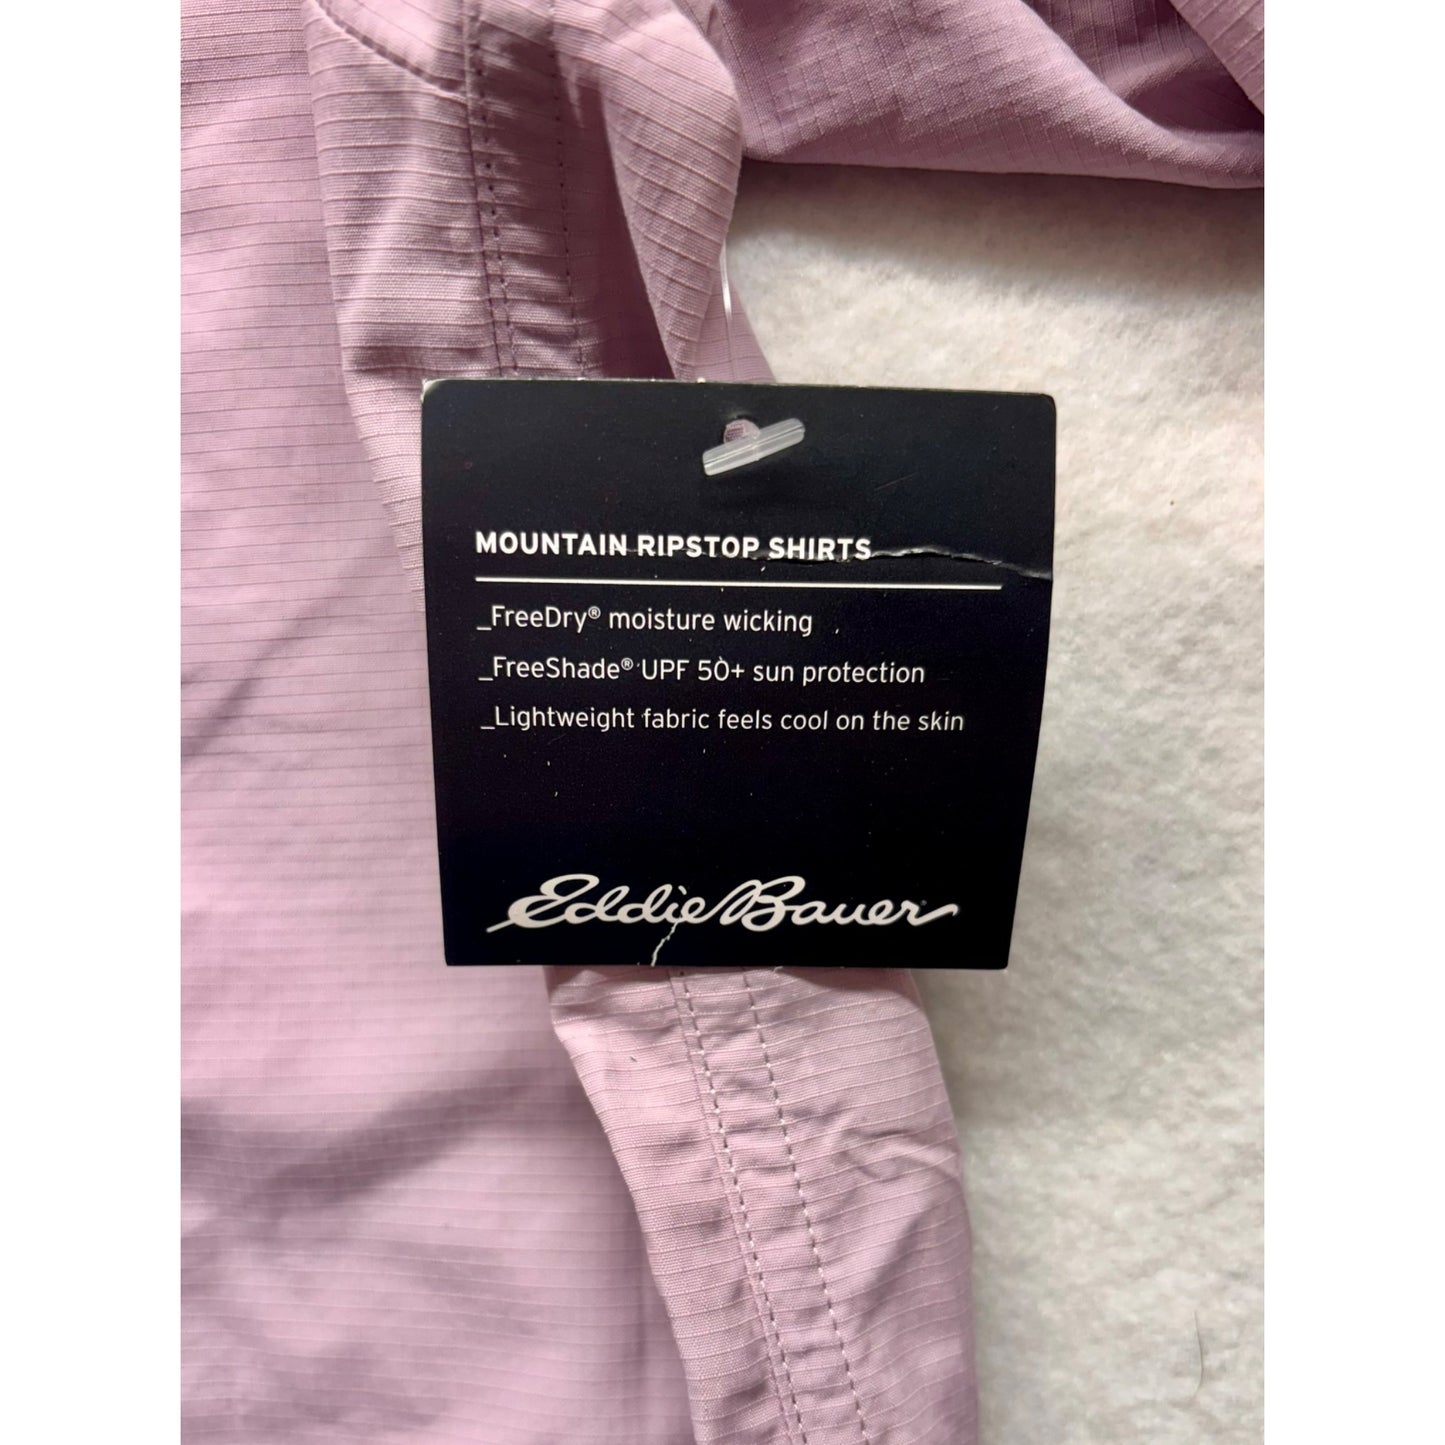 MOUNTAIN RIPSTOP SHIRTS
_FreeDry® moisture wicking
_FreeShade® UPF 50+ sun protection
_Lightweight fabric feels cool on the skin
Eddie Bauer